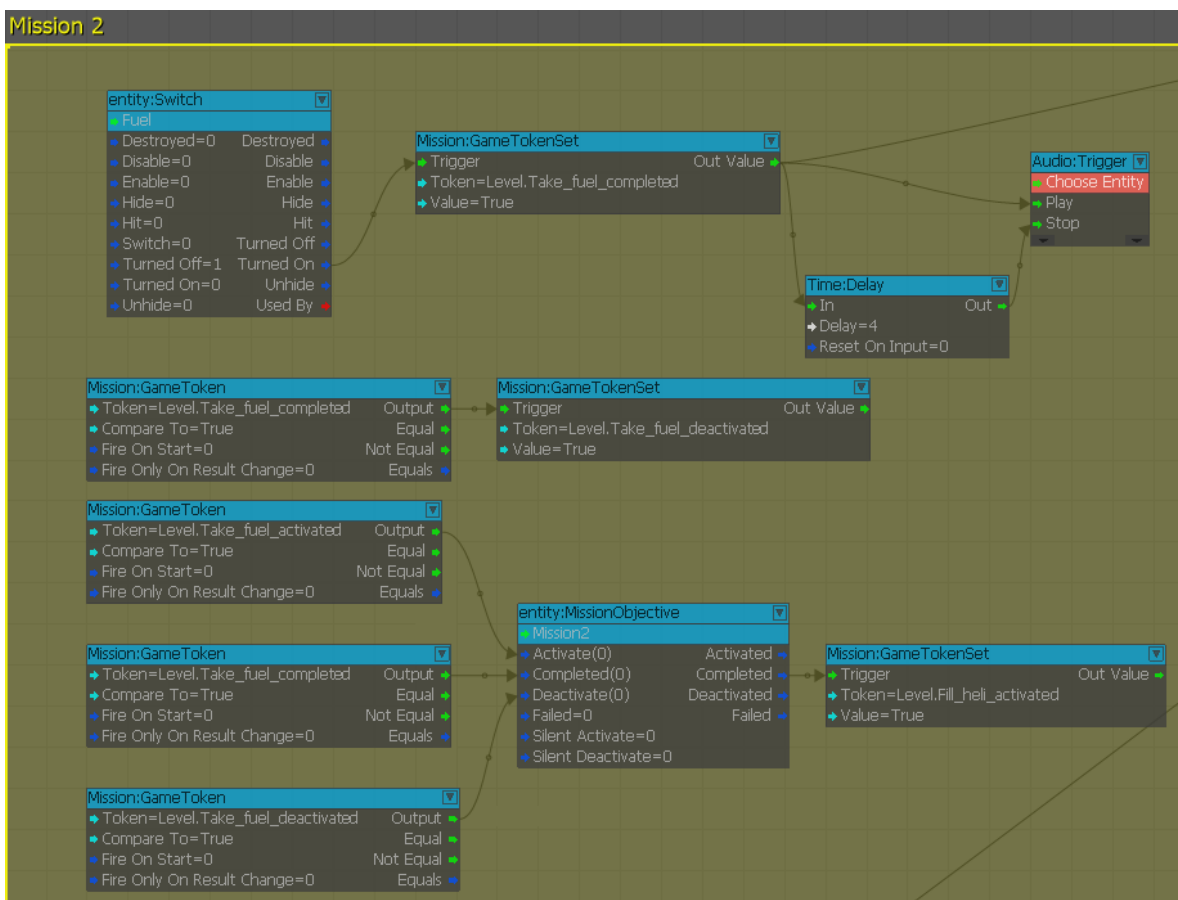 Mission 2
entity:Switch
Fuel
Destroyed=0 Destroyed
Disable=0 Disable
Enable=0 Enable
Hide=0 Hide
Hit=0 Hit
Switch=0 Turned Off
Turned Off=1 Turned On
Turned On=0 Unhide
Unhide=0 Used By
Mission:GameTokenSet
Trigger Out Value
Token=Level.Take_fuel_completed
Value=True
Audio:Trigger
Choose Entity
Play
Stop
Time:Delay
In Out
Delay=4
Reset On Input=0
Mission:GameToken
Token=Level.Take_fuel_completed Output
Compare To=True Equal
Fire On Start=0 Not Equal
Fire Only On Result Change=0 Equals
Mission:GameTokenSet
Trigger Out Value
Token=Level.Take_fuel_deactivated
Value=True
Mission:GameToken
Token=Level.Take_fuel_activated Output
Compare To=True Equal
Fire On Start=0 Not Equal
Fire Only On Result Change=0 Equals
entity:MissionObjective
Mission2
Activate(0) Activated
Completed(0) Completed
Deactivate(0) Deactivated
Failed=0 Failed
Silent Activate=0
Silent Deactivate=0
Mission:GameToken
Token=Level.Take_fuel_completed Output
Compare To=True Equal
Fire On Start=0 Not Equal
Fire Only On Result Change=0 Equals
Mission:GameTokenSet
Trigger Out Value
Token=Level.Fill_heli_activated
Value=True
Mission:GameToken
Token=Level.Take_fuel_deactivated Output
Compare To=True Equal
Fire On Start=0 Not Equal
Fire Only On Result Change=0 Equals